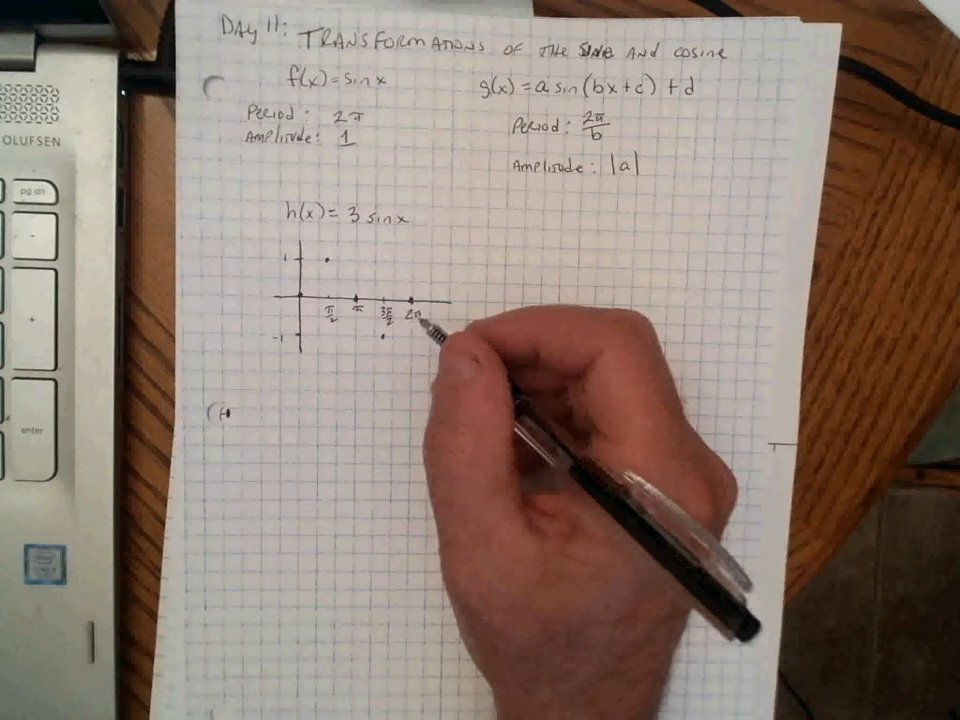 DAY 11: TRANSFORMATIONS OF THE SINE AND COSINE
f(x) = sin x
g(x) = a sin(bx+c) + d
Period: 2π
Amplitude: 1
Period: 2π/b
Amplitude: |a|
h(x) = 3 sin x
1
π/2 π 3π/2 2π
-1
OLUFSEN
pg dn
-
+
enter